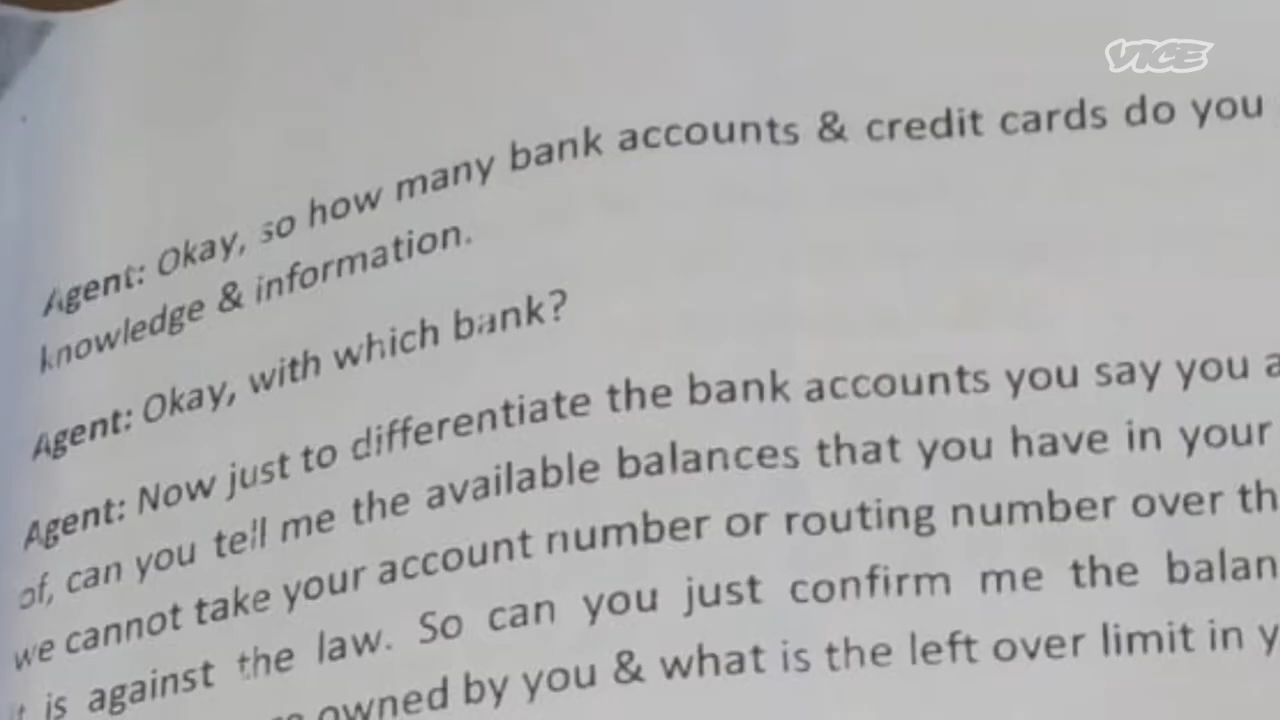 VICE
Agent: Okay, so how many bank accounts & credit cards do you
knowledge & information.
Agent: Okay, with which bank?
Agent: Now just to differentiate the bank accounts you say you a
of, can you tell me the available balances that you have in your
we cannot take your account number or routing number over th
it is against the law. So can you just confirm me the balan
owned by you & what is the left over limit in y